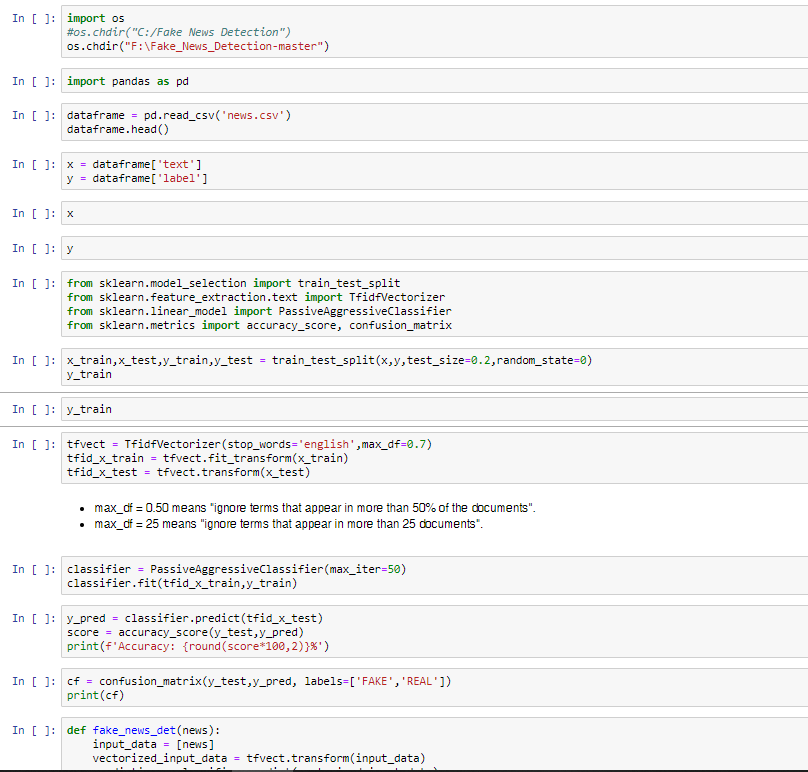 In [ ]: import os
#os.chdir("C:/Fake News Detection")
os.chdir("F:\Fake_News_Detection-master")
In [ ]: import pandas as pd
In [ ]: dataframe = pd.read_csv('news.csv')
dataframe.head()
In [ ]: x = dataframe['text']
y = dataframe['label']
In [ ]: x
In [ ]: y
In [ ]: from sklearn.model_selection import train_test_split
from sklearn.feature_extraction.text import TfidfVectorizer
from sklearn.linear_model import PassiveAggressiveClassifier
from sklearn.metrics import accuracy_score, confusion_matrix
In [ ]: x_train,x_test,y_train,y_test = train_test_split(x,y,test_size=0.2,random_state=0)
y_train
In [ ]: y_train
In [ ]: tfvect = TfidfVectorizer(stop_words='english',max_df=0.7)
tfid_x_train = tfvect.fit_transform(x_train)
tfid_x_test = tfvect.transform(x_test)
• max_df = 0.50 means "ignore terms that appear in more than 50% of the documents".
• max_df = 25 means "ignore terms that appear in more than 25 documents".
In [ ]: classifier = PassiveAggressiveClassifier(max_iter=50)
classifier.fit(tfid_x_train,y_train)
In [ ]: y_pred = classifier.predict(tfid_x_test)
score = accuracy_score(y_test,y_pred)
print(f'Accuracy: {round(score*100,2)}%')
In [ ]: cf = confusion_matrix(y_test,y_pred, labels=['FAKE','REAL'])
print(cf)
In [ ]: def fake_news_det(news):
input_data = [news]
vectorized_input_data = tfvect.transform(input_data)